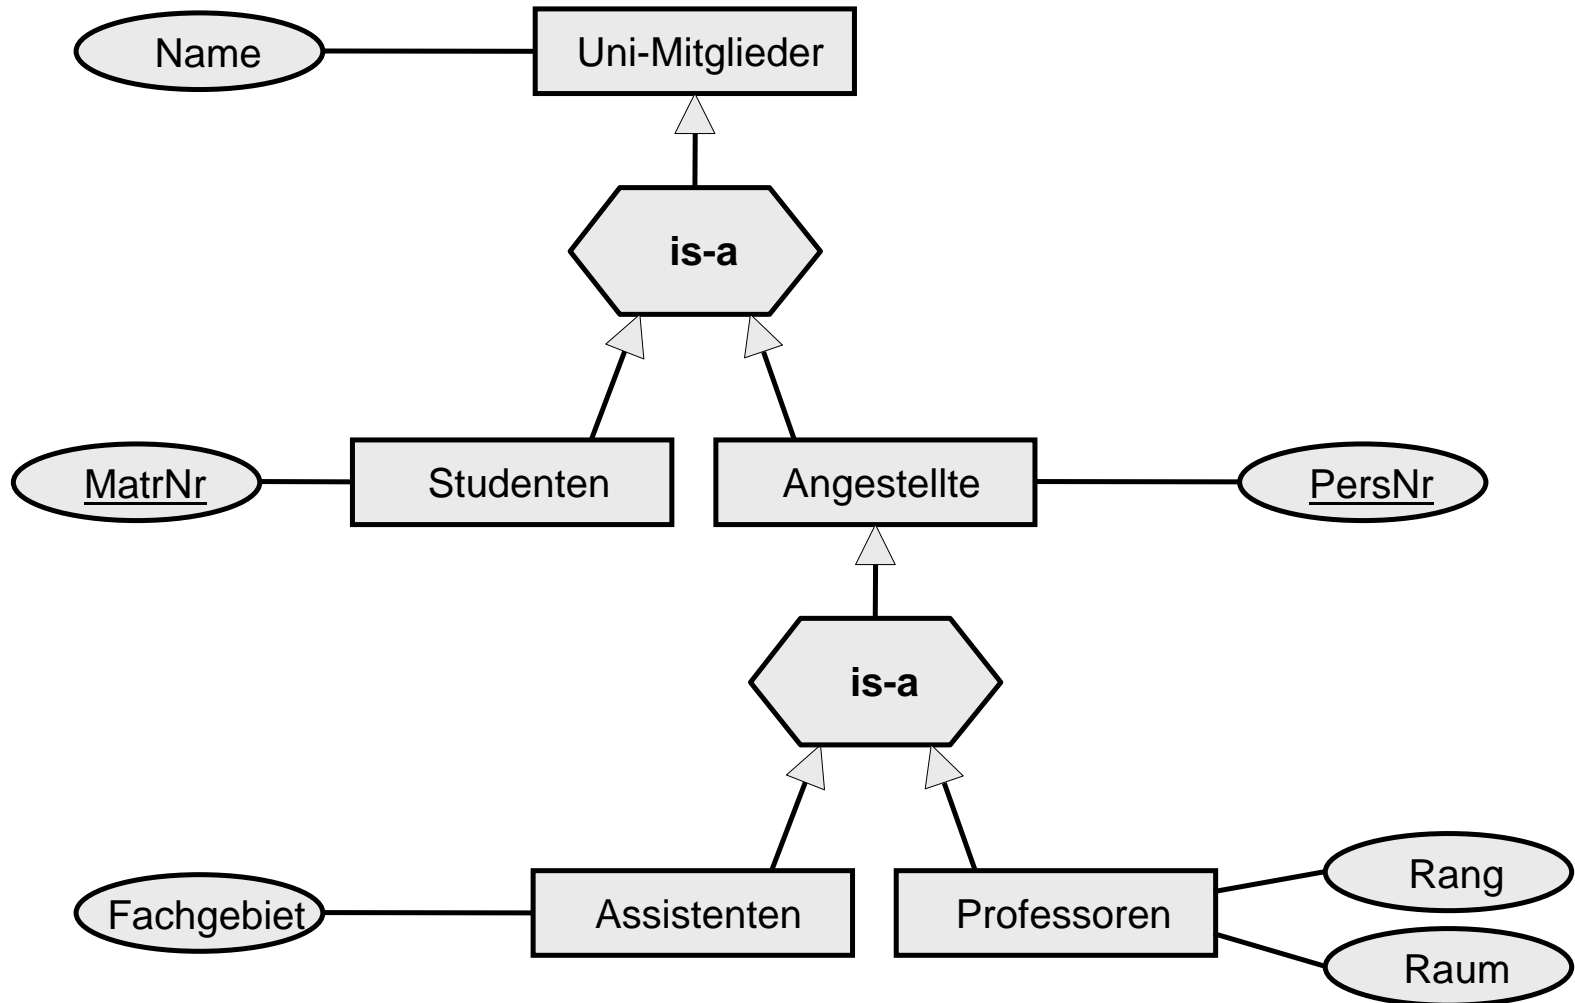 Name
Uni-Mitglieder
is-a
MatrNr
Studenten
Angestellte
PersNr
is-a
Fachgebiet
Assistenten
Professoren
Rang
Raum